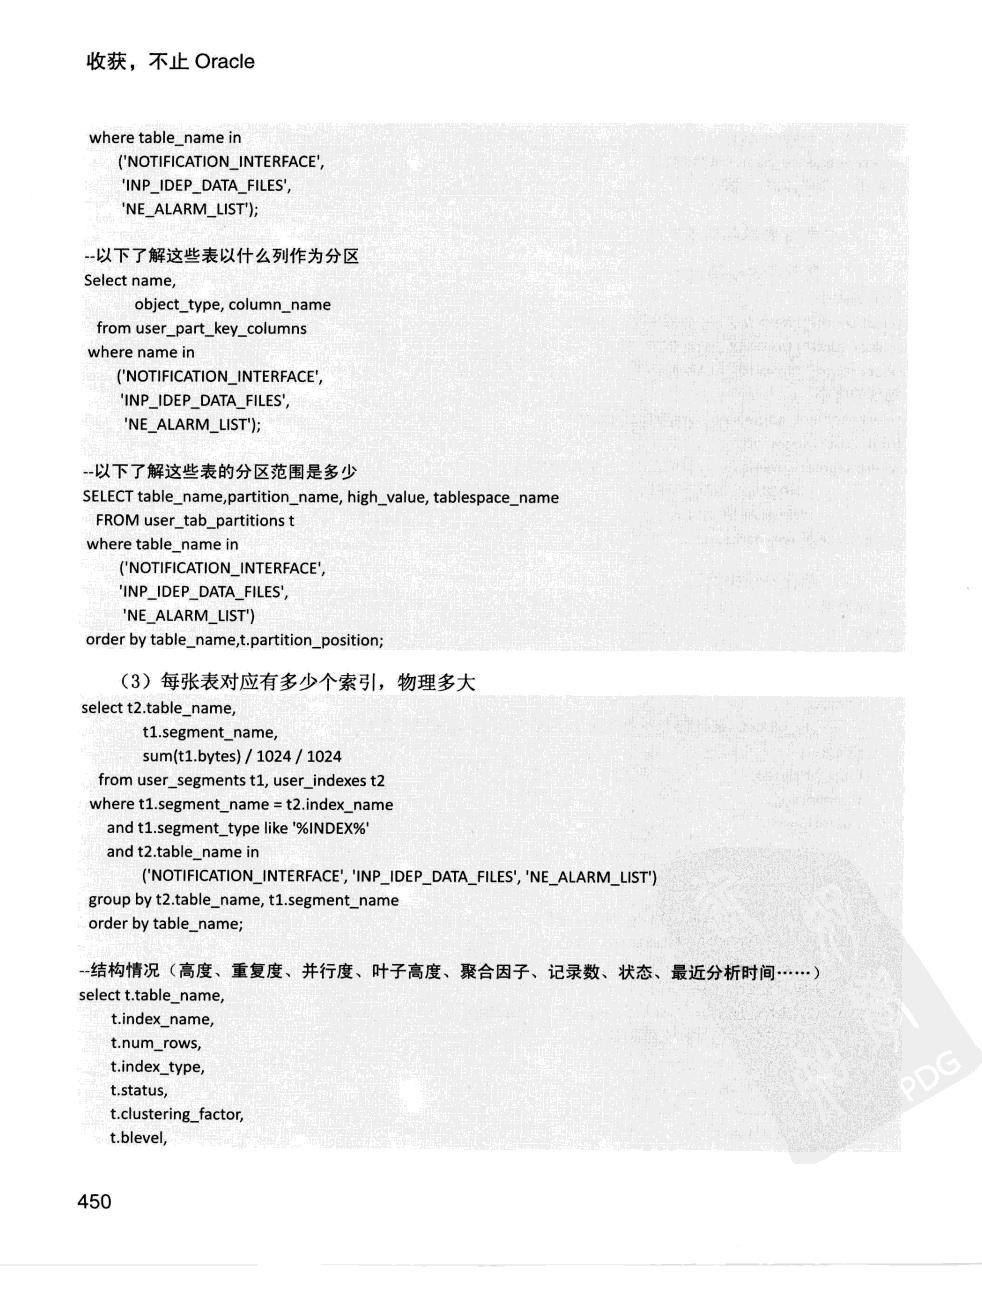 收获，不止 Oracle
where table_name in
('NOTIFICATION_INTERFACE',
'INP_IDEP_DATA_FILES',
'NE_ALARM_LIST');
--以下了解这些表以什么列作为分区
Select name,
object_type, column_name
from user_part_key_columns
where name in
('NOTIFICATION_INTERFACE',
'INP_IDEP_DATA_FILES',
'NE_ALARM_LIST');
--以下了解这些表的分区范围是多少
SELECT table_name,partition_name, high_value, tablespace_name
FROM user_tab_partitions t
where table_name in
('NOTIFICATION_INTERFACE',
'INP_IDEP_DATA_FILES',
'NE_ALARM_LIST')
order by table_name,t.partition_position;
（3）每张表对应有多少个索引，物理多大
select t2.table_name,
t1.segment_name,
sum(t1.bytes) / 1024 / 1024
from user_segments t1, user_indexes t2
where t1.segment_name = t2.index_name
and t1.segment_type like '%INDEX%'
and t2.table_name in
('NOTIFICATION_INTERFACE', 'INP_IDEP_DATA_FILES', 'NE_ALARM_LIST')
group by t2.table_name, t1.segment_name
order by table_name;
--结构情况（高度、重复度、并行度、叶子高度、聚合因子、记录数、状态、最近分析时间……）
select t.table_name,
t.index_name,
t.num_rows,
t.index_type,
t.status,
t.clustering_factor,
t.blevel,
PDG
450